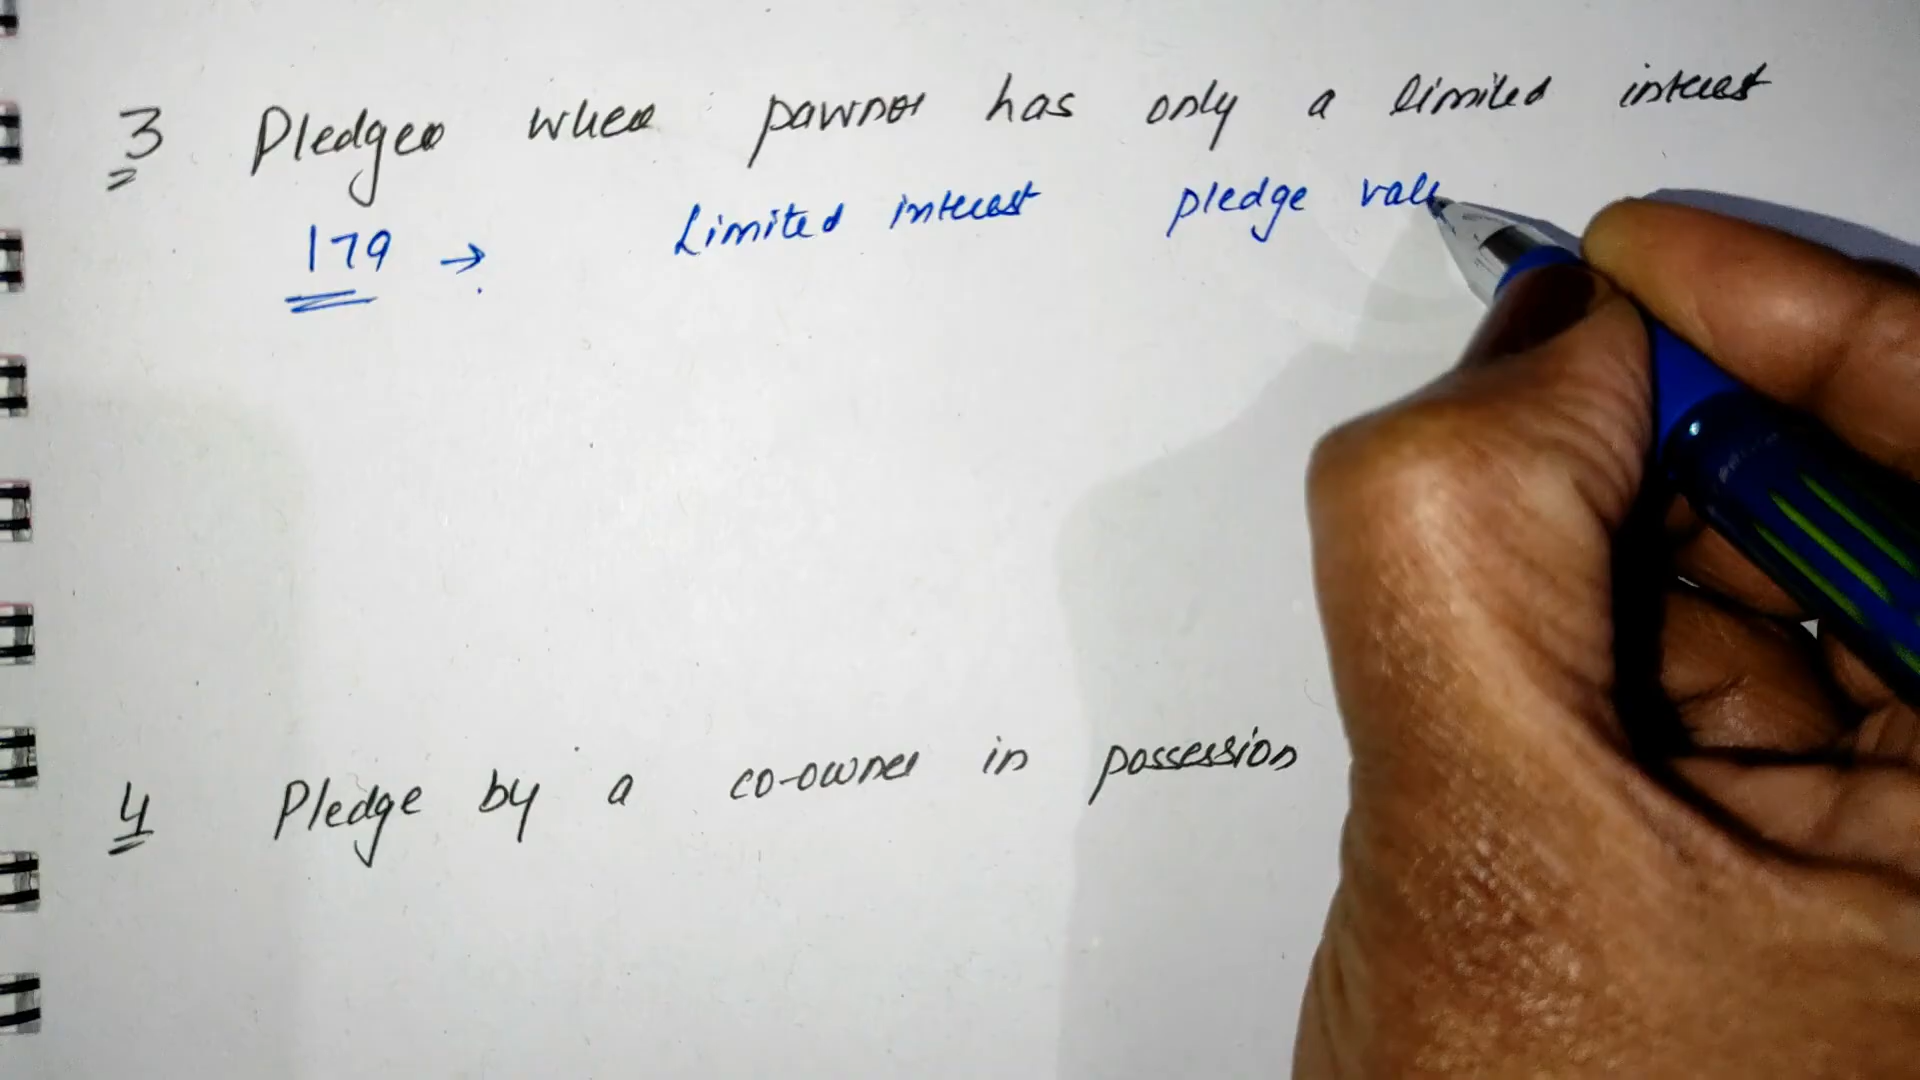 3 Pledgee where pawnor has only a limited interest
179 → Limited interest pledge vali
4 Pledge by a co-owner in possession